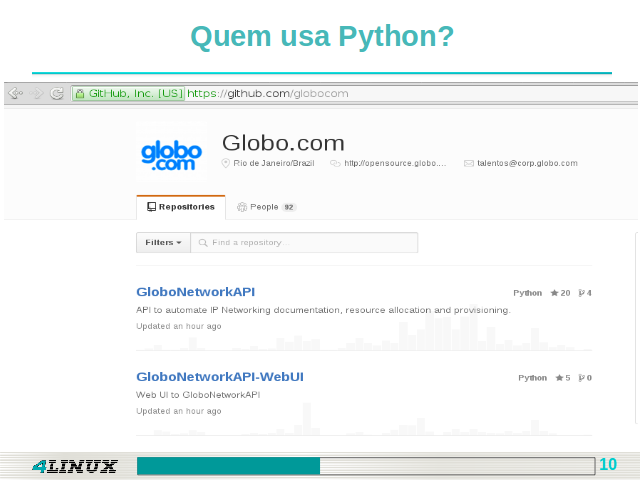 Quem usa Python?
GitHub, Inc. [US] https://github.com/globocom
globo
.com
Globo.com
Rio de Janeiro/Brazil http://opensource.globo.... talentos@corp.globo.com
Repositories People 92
Filters Find a repository...
GloboNetworkAPI Python 20 4
API to automate IP Networking documentation, resource allocation and provisioning.
Updated an hour ago
GloboNetworkAPI-WebUI Python 5 0
Web UI to GloboNetworkAPI
Updated an hour ago
4LINUX 10